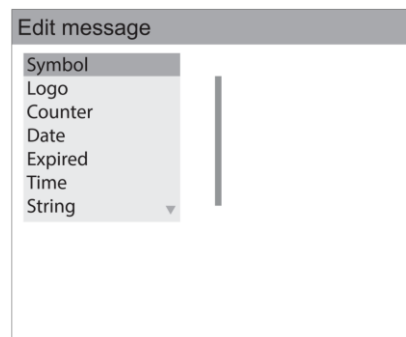 Edit message
Symbol
Logo
Counter
Date
Expired
Time
String